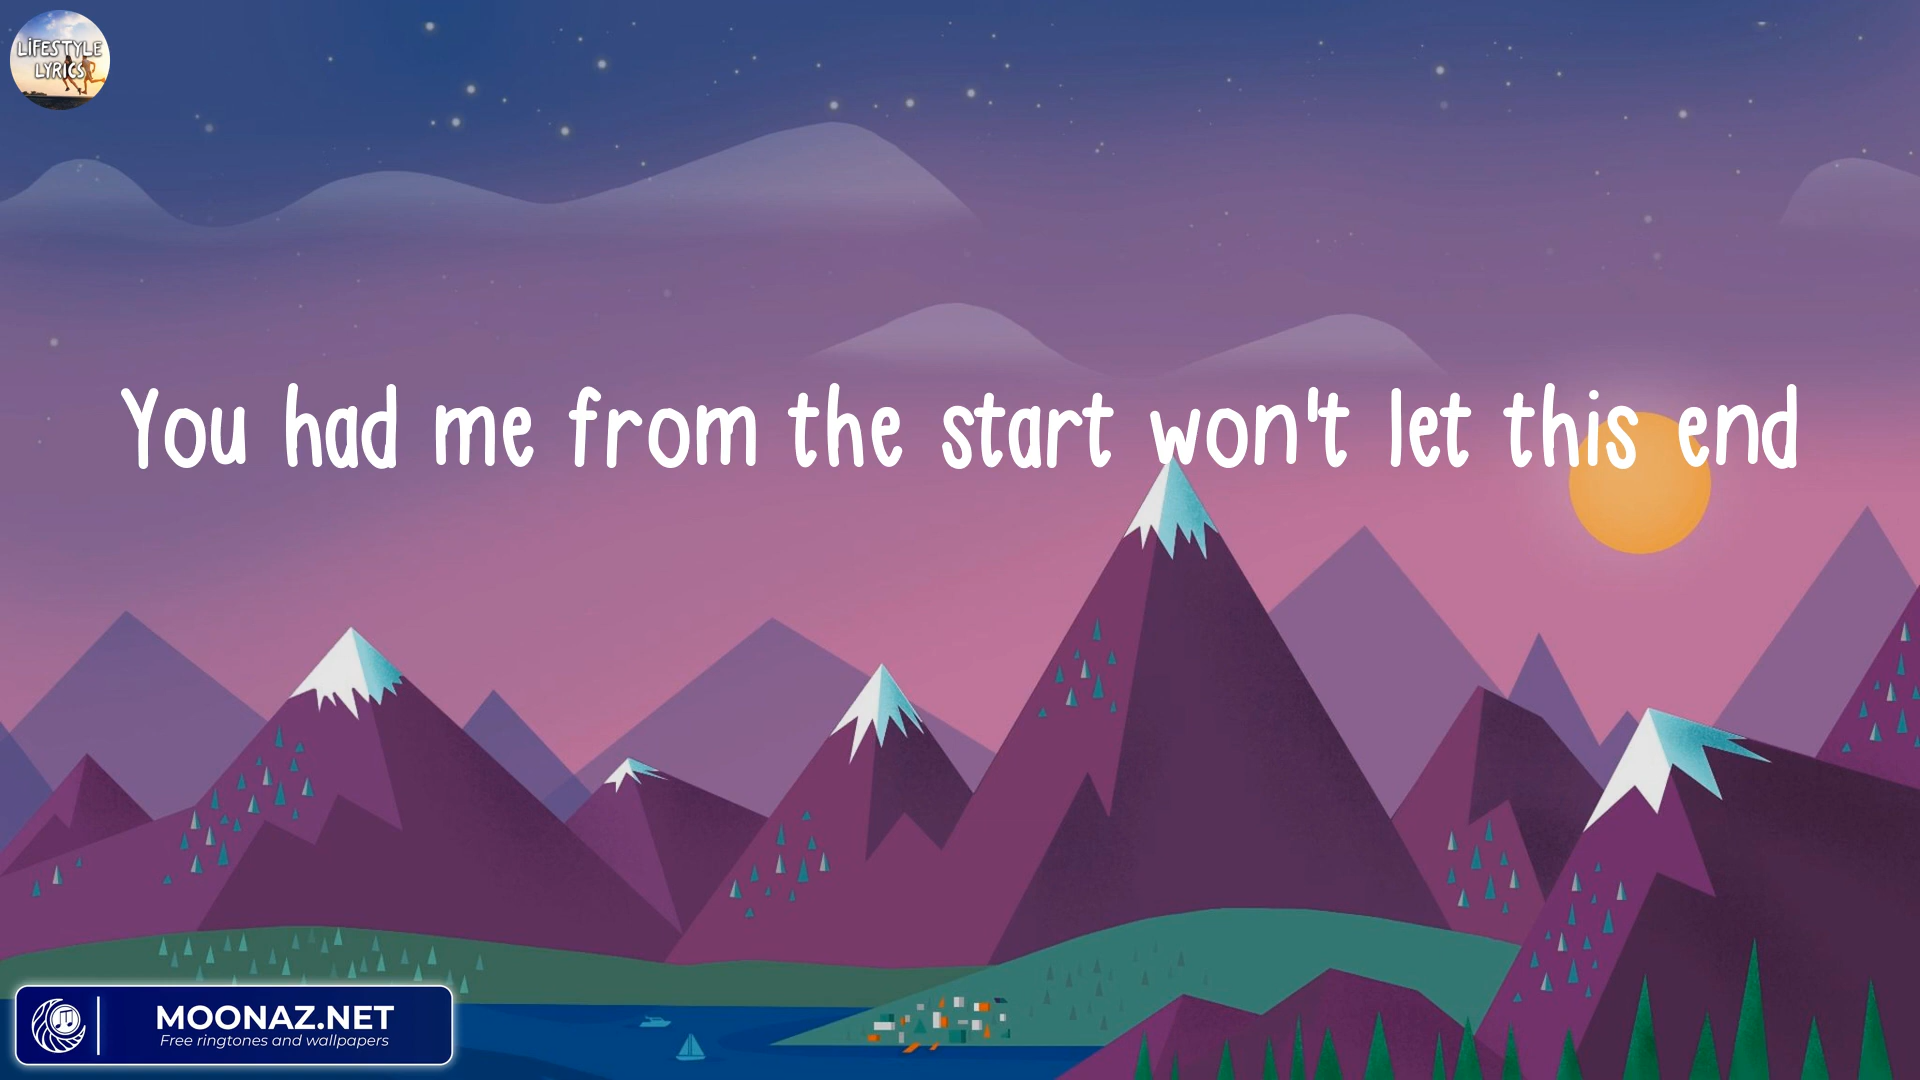 LiFESTYLE
LYRICS
You had me from the start won't let this end
MOONAZ.NET
Free ringtones and wallpapers